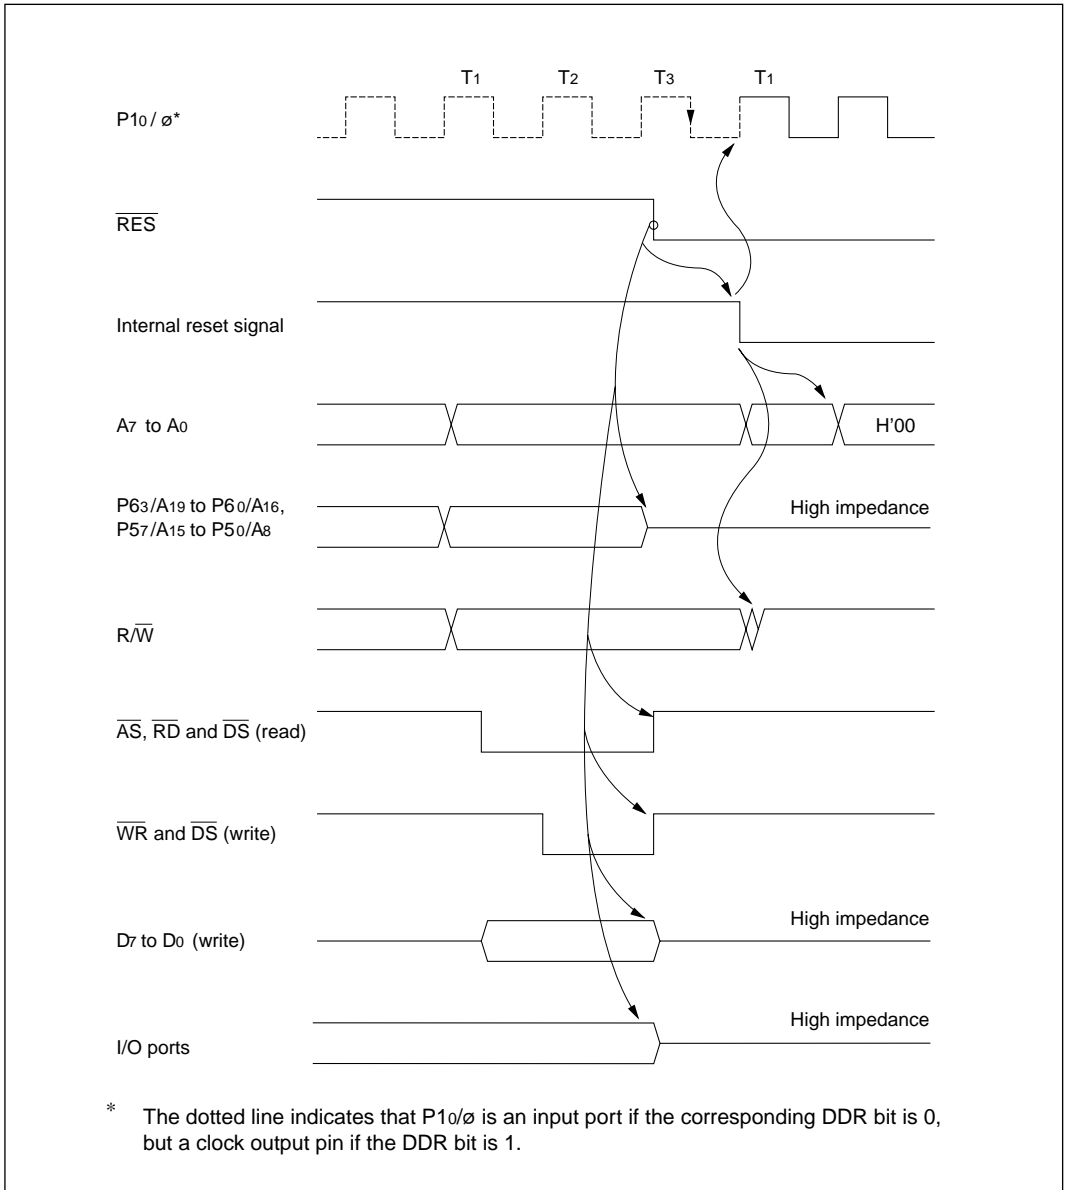 T1 T2 T3 T1
P10 / ø*
RES
Internal reset signal
A7 to A0
H'00
P63/A19 to P60/A16,
P57/A15 to P50/A8
High impedance
R/W
AS, RD and DS (read)
WR and DS (write)
D7 to D0 (write)
High impedance
I/O ports
High impedance
* The dotted line indicates that P10/ø is an input port if the corresponding DDR bit is 0,
but a clock output pin if the DDR bit is 1.